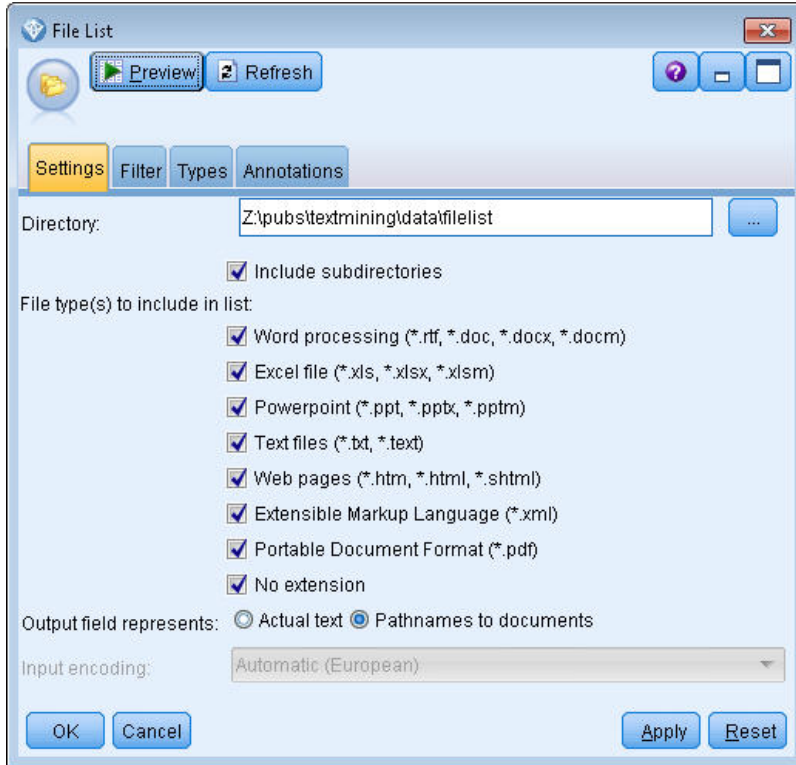 File List
Preview Refresh
Settings Filter Types Annotations
Directory: Z:\pubs\textmining\data\filelist ...
Include subdirectories
File type(s) to include in list:
Word processing (*.rtf, *.doc, *.docx, *.docm)
Excel file (*.xls, *.xlsx, *.xlsm)
Powerpoint (*.ppt, *.pptx, *.pptm)
Text files (*.txt, *.text)
Web pages (*.htm, *.html, *.shtml)
Extensible Markup Language (*.xml)
Portable Document Format (*.pdf)
No extension
Output field represents: Actual text Pathnames to documents
Input encoding: Automatic (European)
OK Cancel Apply Reset